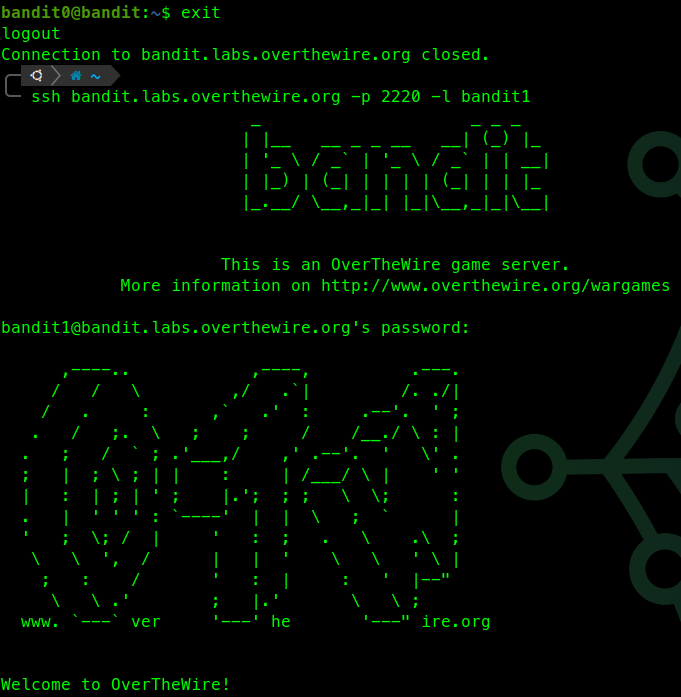 bandit0@bandit:~$ exit
logout
Connection to bandit.labs.overthewire.org closed.
~
ssh bandit.labs.overthewire.org -p 2220 -l bandit1
bandit
This is an OverTheWire game server.
More information on http://www.overthewire.org/wargames
bandit1@bandit.labs.overthewire.org's password:
www. ver he ire.org
Welcome to OverTheWire!